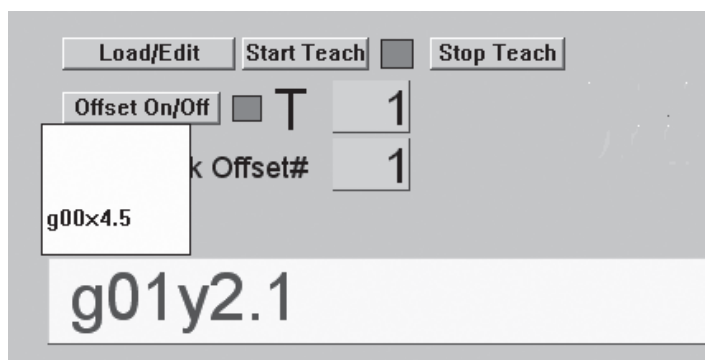 Load/Edit Start Teach Stop Teach
Offset On/Off T 1
k Offset# 1
g00x4.5
g01y2.1